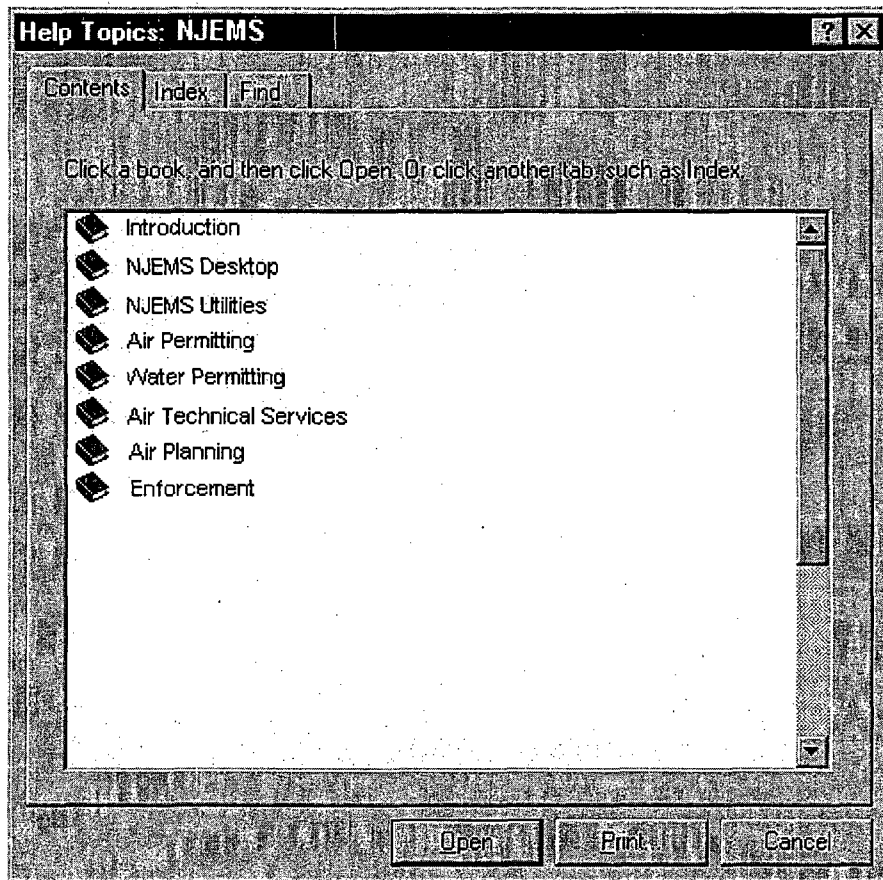 Help Topics: NJEMS
Contents Index Find
Click a book, and then click Open. Or click another tab, such as Index.
Introduction
NJEMS Desktop
NJEMS Utilities
Air Permitting
Water Permitting
Air Technical Services
Air Planning
Enforcement
Open Print Cancel